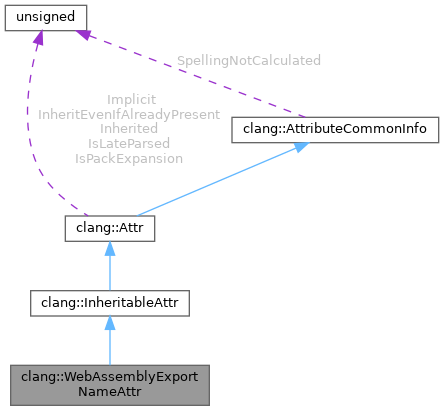 unsigned
SpellingNotCalculated
Implicit
InheritEvenIfAlreadyPresent
Inherited
IsLateParsed
IsPackExpansion
clang::AttributeCommonInfo
clang::Attr
clang::InheritableAttr
clang::WebAssemblyExport
NameAttr